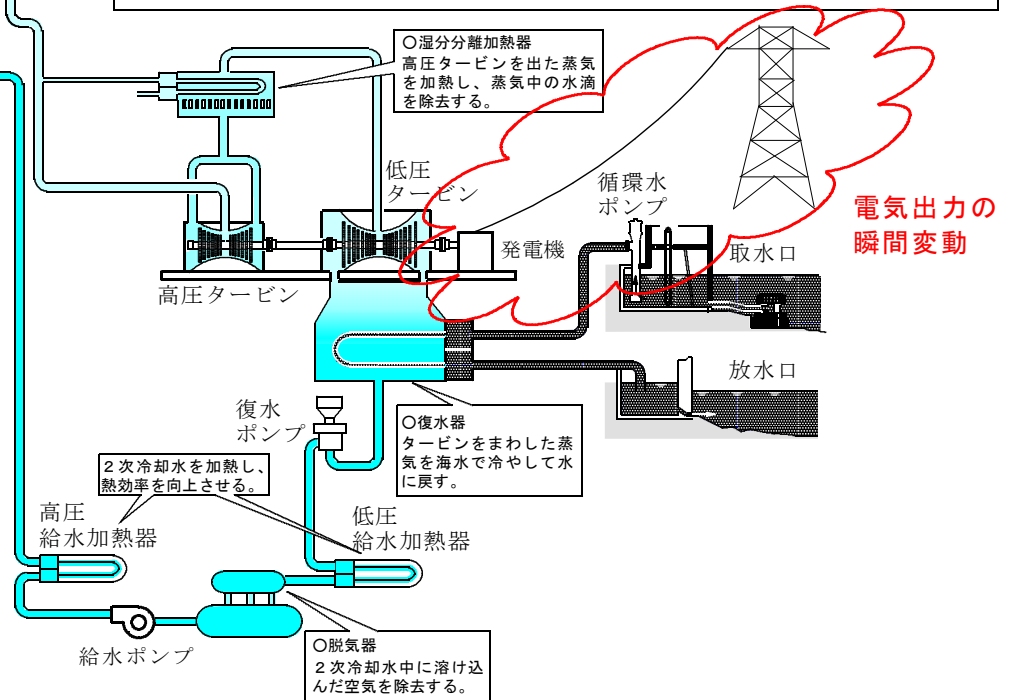 ○湿分分離加熱器
高圧タービンを出た蒸気
を加熱し、蒸気中の水滴
を除去する。
低圧
タービン
循環水
ポンプ
電気出力の
瞬間変動
発電機
取水口
高圧タービン
放水口
復水
ポンプ
○復水器
タービンをまわした蒸
気を海水で冷やして水
に戻す。
２次冷却水を加熱し、
熱効率を向上させる。
高圧
給水加熱器
低圧
給水加熱器
給水ポンプ
○脱気器
２次冷却水中に溶け込
んだ空気を除去する。